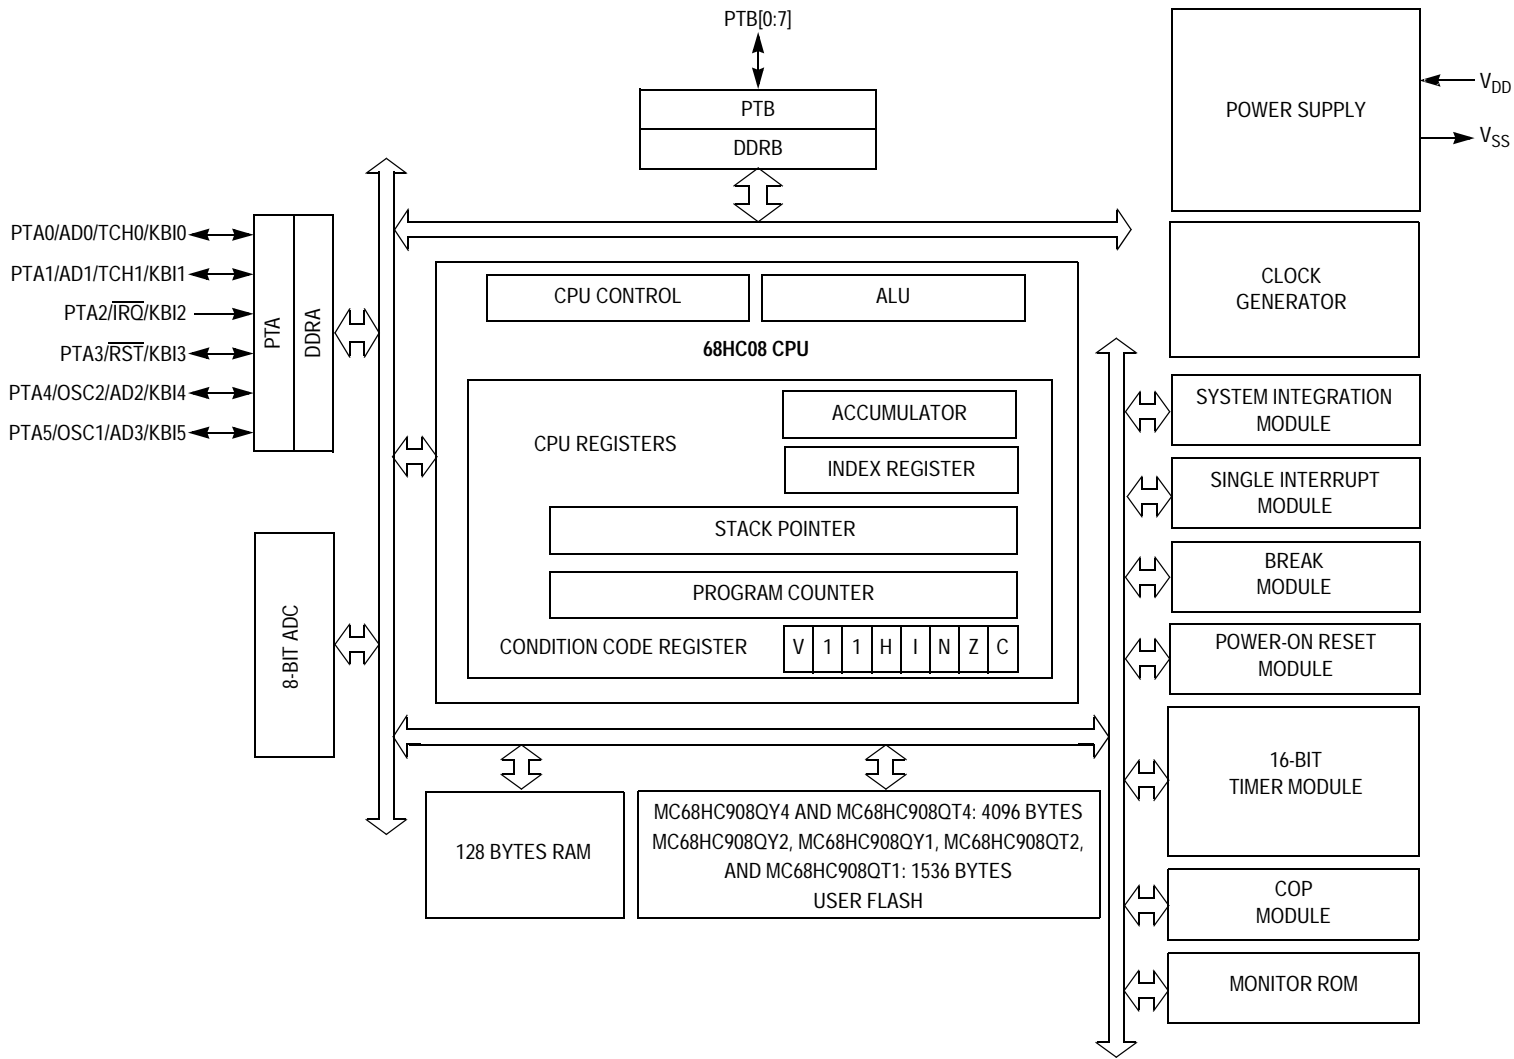 PTB[0:7]
PTB
DDRB
POWER SUPPLY
VDD
VSS
PTA0/AD0/TCH0/KBI0
PTA1/AD1/TCH1/KBI1
PTA2/IRQ/KBI2
PTA3/RST/KBI3
PTA4/OSC2/AD2/KBI4
PTA5/OSC1/AD3/KBI5
PTA
DDRA
8-BIT ADC
CPU CONTROL
ALU
68HC08 CPU
CPU REGISTERS
ACCUMULATOR
INDEX REGISTER
STACK POINTER
PROGRAM COUNTER
CONDITION CODE REGISTER
V 1 1 H I N Z C
128 BYTES RAM
MC68HC908QY4 AND MC68HC908QT4: 4096 BYTES
MC68HC908QY2, MC68HC908QY1, MC68HC908QT2,
AND MC68HC908QT1: 1536 BYTES
USER FLASH
CLOCK
GENERATOR
SYSTEM INTEGRATION
MODULE
SINGLE INTERRUPT
MODULE
BREAK
MODULE
POWER-ON RESET
MODULE
16-BIT
TIMER MODULE
COP
MODULE
MONITOR ROM